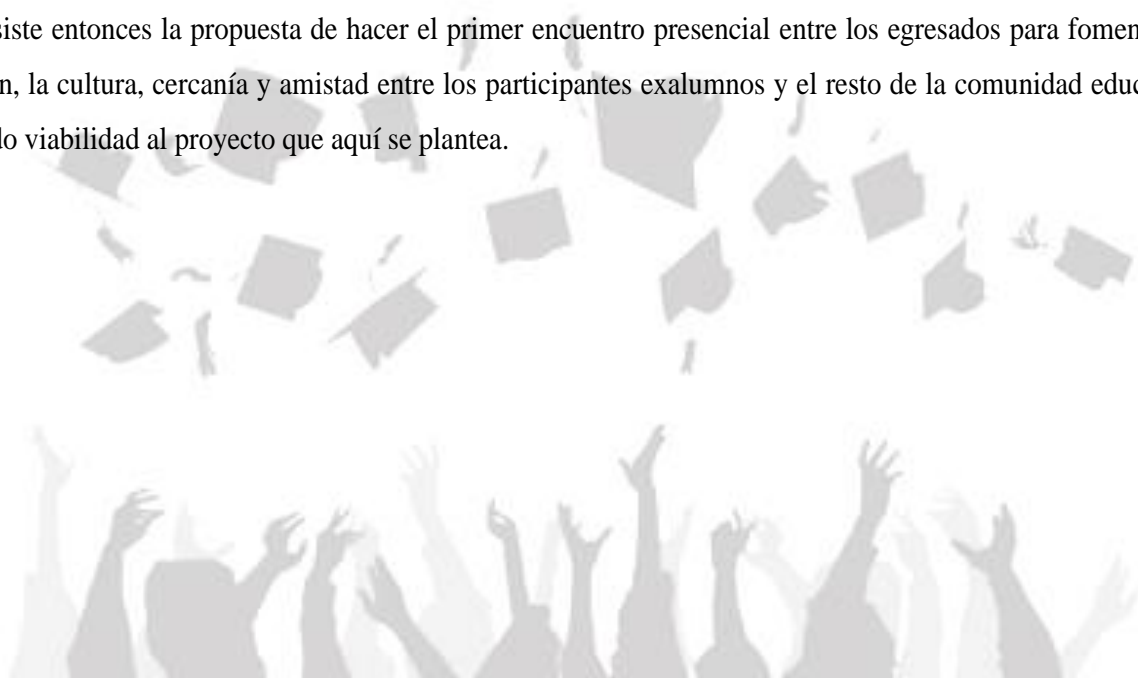 siste entonces la propuesta de hacer el primer encuentro presencial entre los egresados para fomen
n, la cultura, cercanía y amistad entre los participantes exalumnos y el resto de la comunidad educ
do viabilidad al proyecto que aquí se plantea.